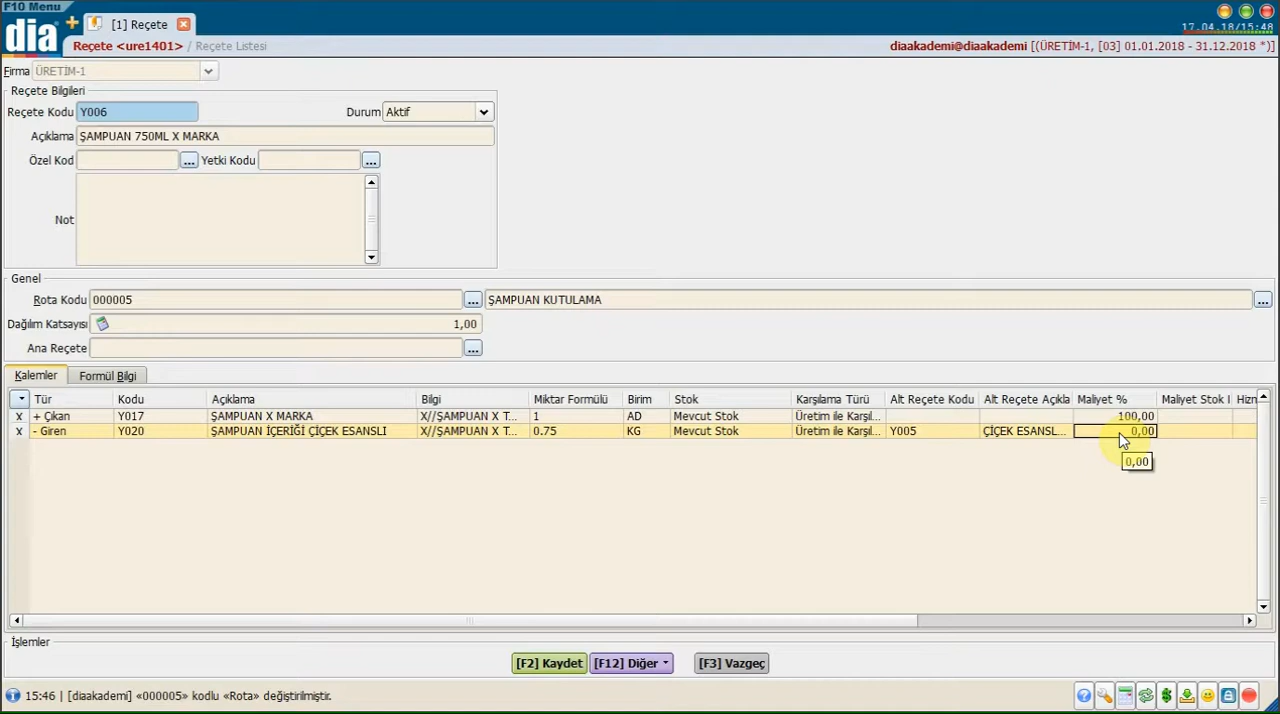 F10 Menu
dia
[1] Reçete
17.04.18/15:48
Reçete <ure1401> / Reçete Listesi
diaakademi@diaakademi [(ÜRETİM-1, [03] 01.01.2018 - 31.12.2018 *)]
Firma ÜRETİM-1
Reçete Bilgileri
Reçete Kodu Y006 Durum Aktif
Açıklama ŞAMPUAN 750ML X MARKA
Özel Kod ... Yetki Kodu ...
Not
Genel
Rota Kodu 000005 ... ŞAMPUAN KUTULAMA ...
Dağılım Katsayısı 1,00
Ana Reçete ...
Kalemler Formül Bilgi
Tür Kodu Açıklama Bilgi Miktar Formülü Birim Stok Karşılama Türü Alt Reçete Kodu Alt Reçete Açıkla Maliyet % Maliyet Stok I Hizn
x + Çıkan Y017 ŞAMPUAN X MARKA X//ŞAMPUAN X T... 1 AD Mevcut Stok Üretim ile Karşıl... 100,00
x - Giren Y020 ŞAMPUAN İÇERİĞİ ÇİÇEK ESANSLI X//ŞAMPUAN X T... 0.75 KG Mevcut Stok Üretim ile Karşıl... Y005 ÇİÇEK ESANSL... 0,00
0,00
İşlemler
[F2] Kaydet [F12] Diğer [F3] Vazgeç
15:46 | [diaakademi] «000005» kodlu «Rota» değiştirilmiştir.